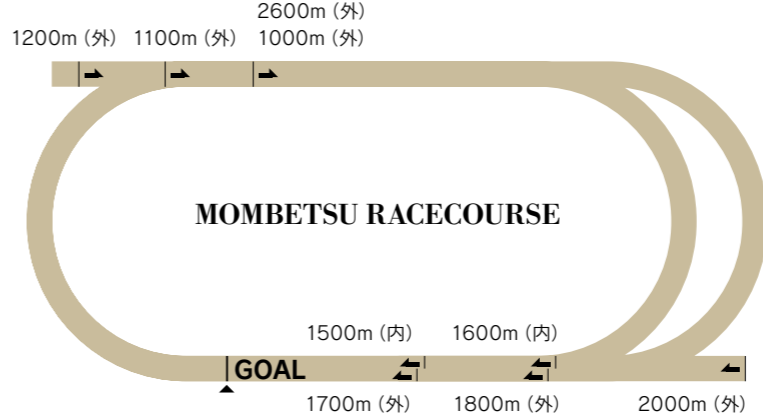 2600m (外)
1200m (外) 1100m (外) 1000m (外)
MOMBETSU RACECOURSE
1500m (内) 1600m (内)
GOAL
1700m (外) 1800m (外) 2000m (外)